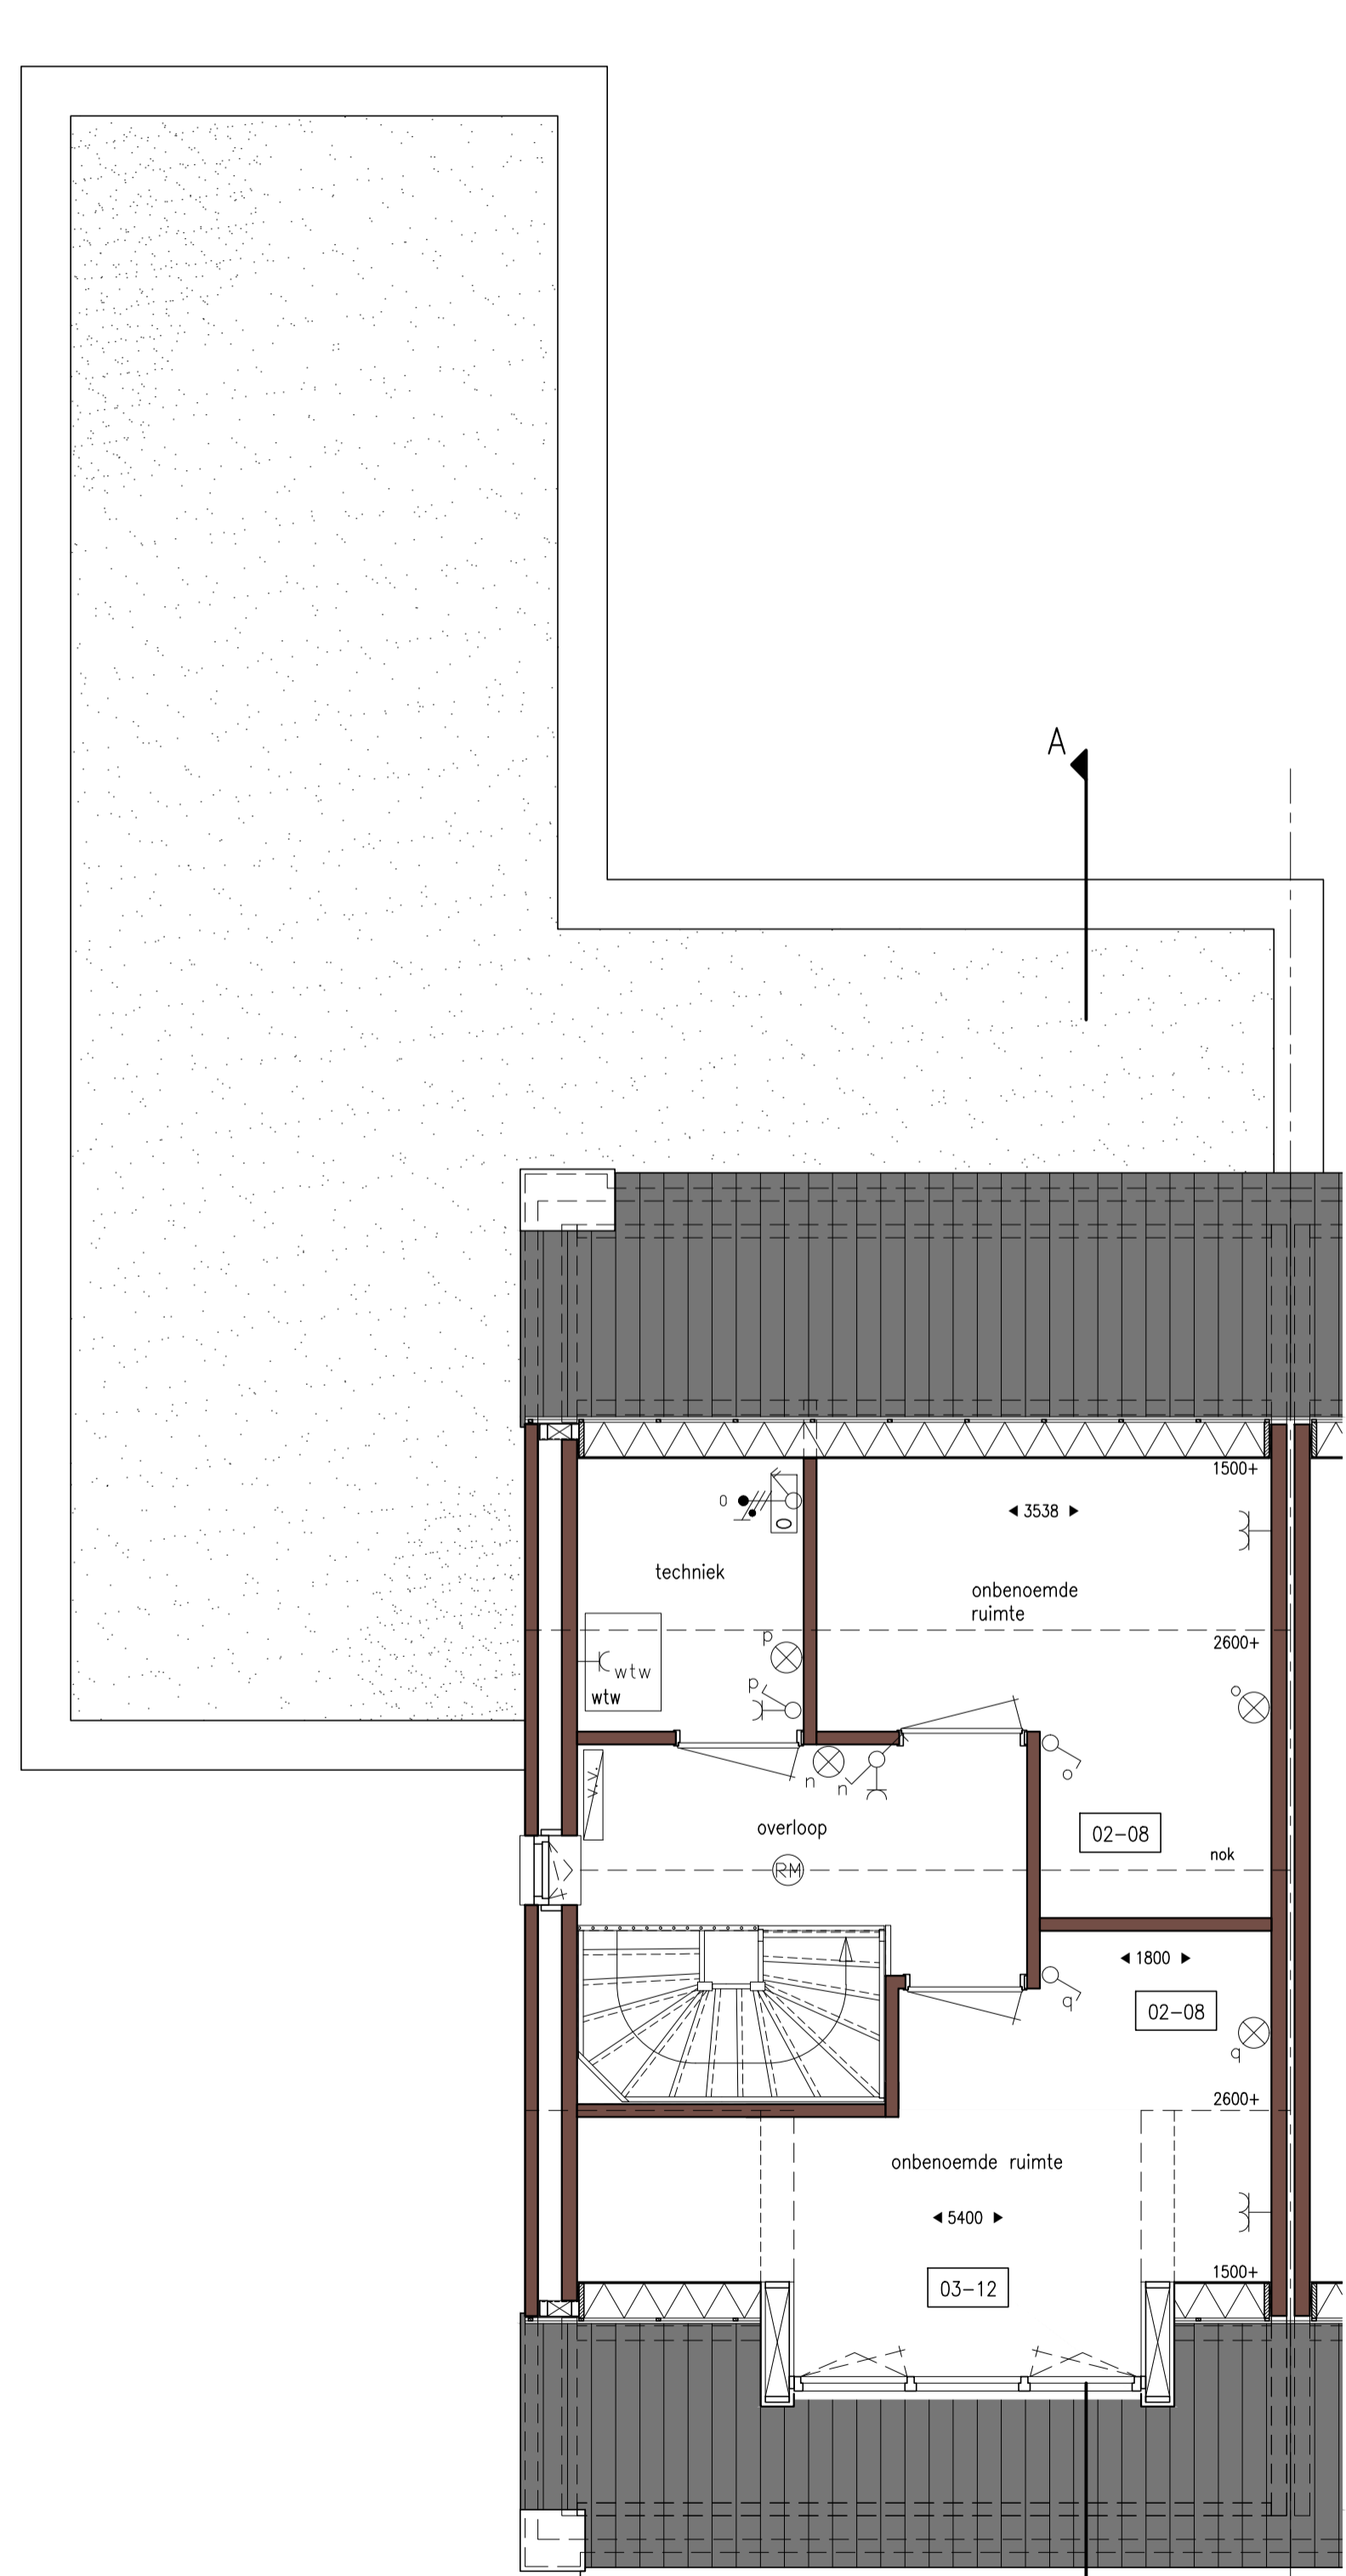 A
1500+
3538
0
techniek
onbenoemde
ruimte
p
2600+
wtw
wtw
p
o
n
n
o
v.v.
overloop
02-08
nok
RM
1800
q
02-08
q
2600+
onbenoemde ruimte
5400
1500+
03-12